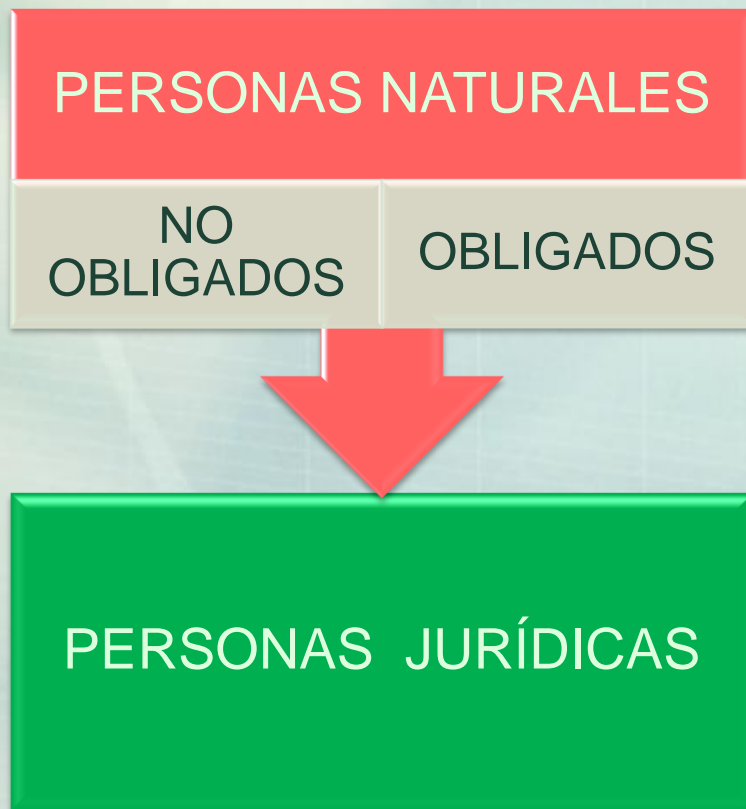 PERSONAS NATURALES
NO
OBLIGADOS
OBLIGADOS
PERSONAS JURÍDICAS